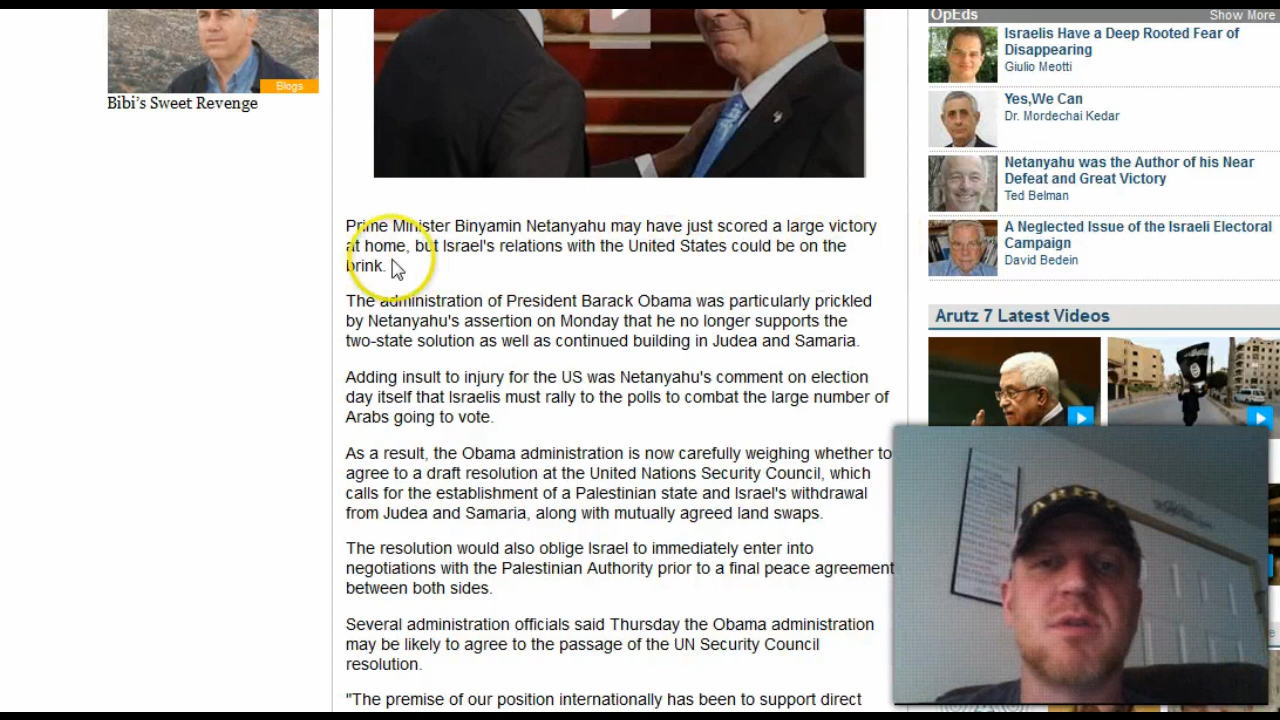 Blogs
Bibi's Sweet Revenge
Prime Minister Binyamin Netanyahu may have just scored a large victory
at home, but Israel's relations with the United States could be on the
brink.
The administration of President Barack Obama was particularly prickled
by Netanyahu's assertion on Monday that he no longer supports the
two-state solution as well as continued building in Judea and Samaria.
Adding insult to injury for the US was Netanyahu's comment on election
day itself that Israelis must rally to the polls to combat the large number of
Arabs going to vote.
As a result, the Obama administration is now carefully weighing whether to
agree to a draft resolution at the United Nations Security Council, which
calls for the establishment of a Palestinian state and Israel's withdrawal
from Judea and Samaria, along with mutually agreed land swaps.
The resolution would also oblige Israel to immediately enter into
negotiations with the Palestinian Authority prior to a final peace agreement
between both sides.
Several administration officials said Thursday the Obama administration
may be likely to agree to the passage of the UN Security Council
resolution.
"The premise of our position internationally has been to support direct
OpEds
Show More
Israelis Have a Deep Rooted Fear of
Disappearing
Giulio Meotti
Yes,We Can
Dr. Mordechai Kedar
Netanyahu was the Author of his Near
Defeat and Great Victory
Ted Belman
A Neglected Issue of the Israeli Electoral
Campaign
David Bedein
Arutz 7 Latest Videos